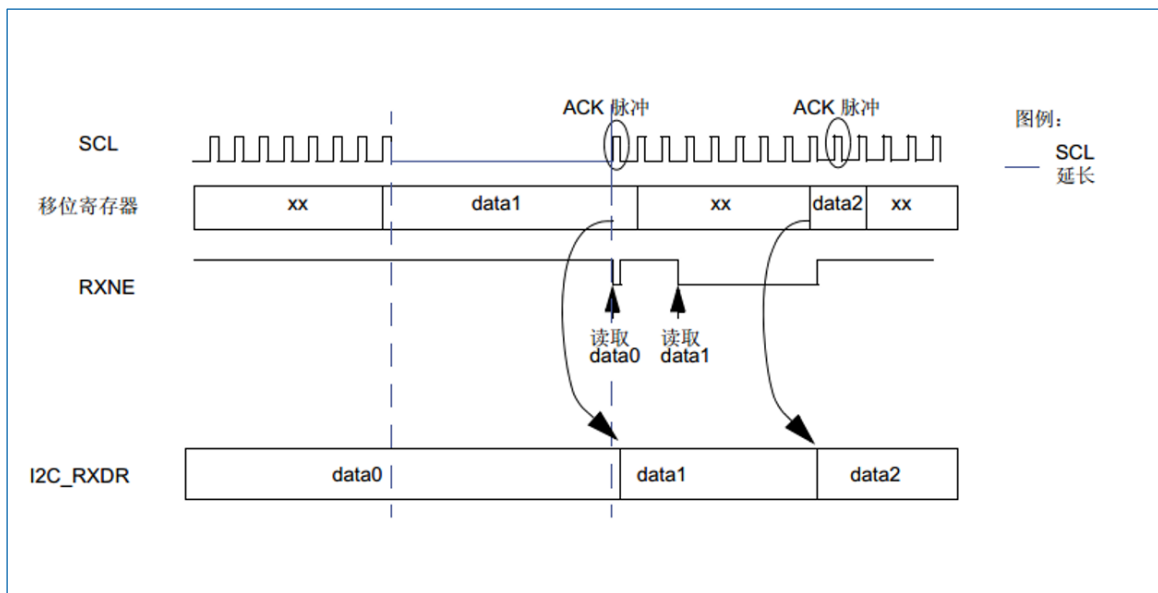 ACK 脉冲
ACK 脉冲
图例：
SCL
SCL
延长
移位寄存器
xx
data1
xx
data2
xx
RXNE
读取
data0
读取
data1
I2C_RXDR
data0
data1
data2